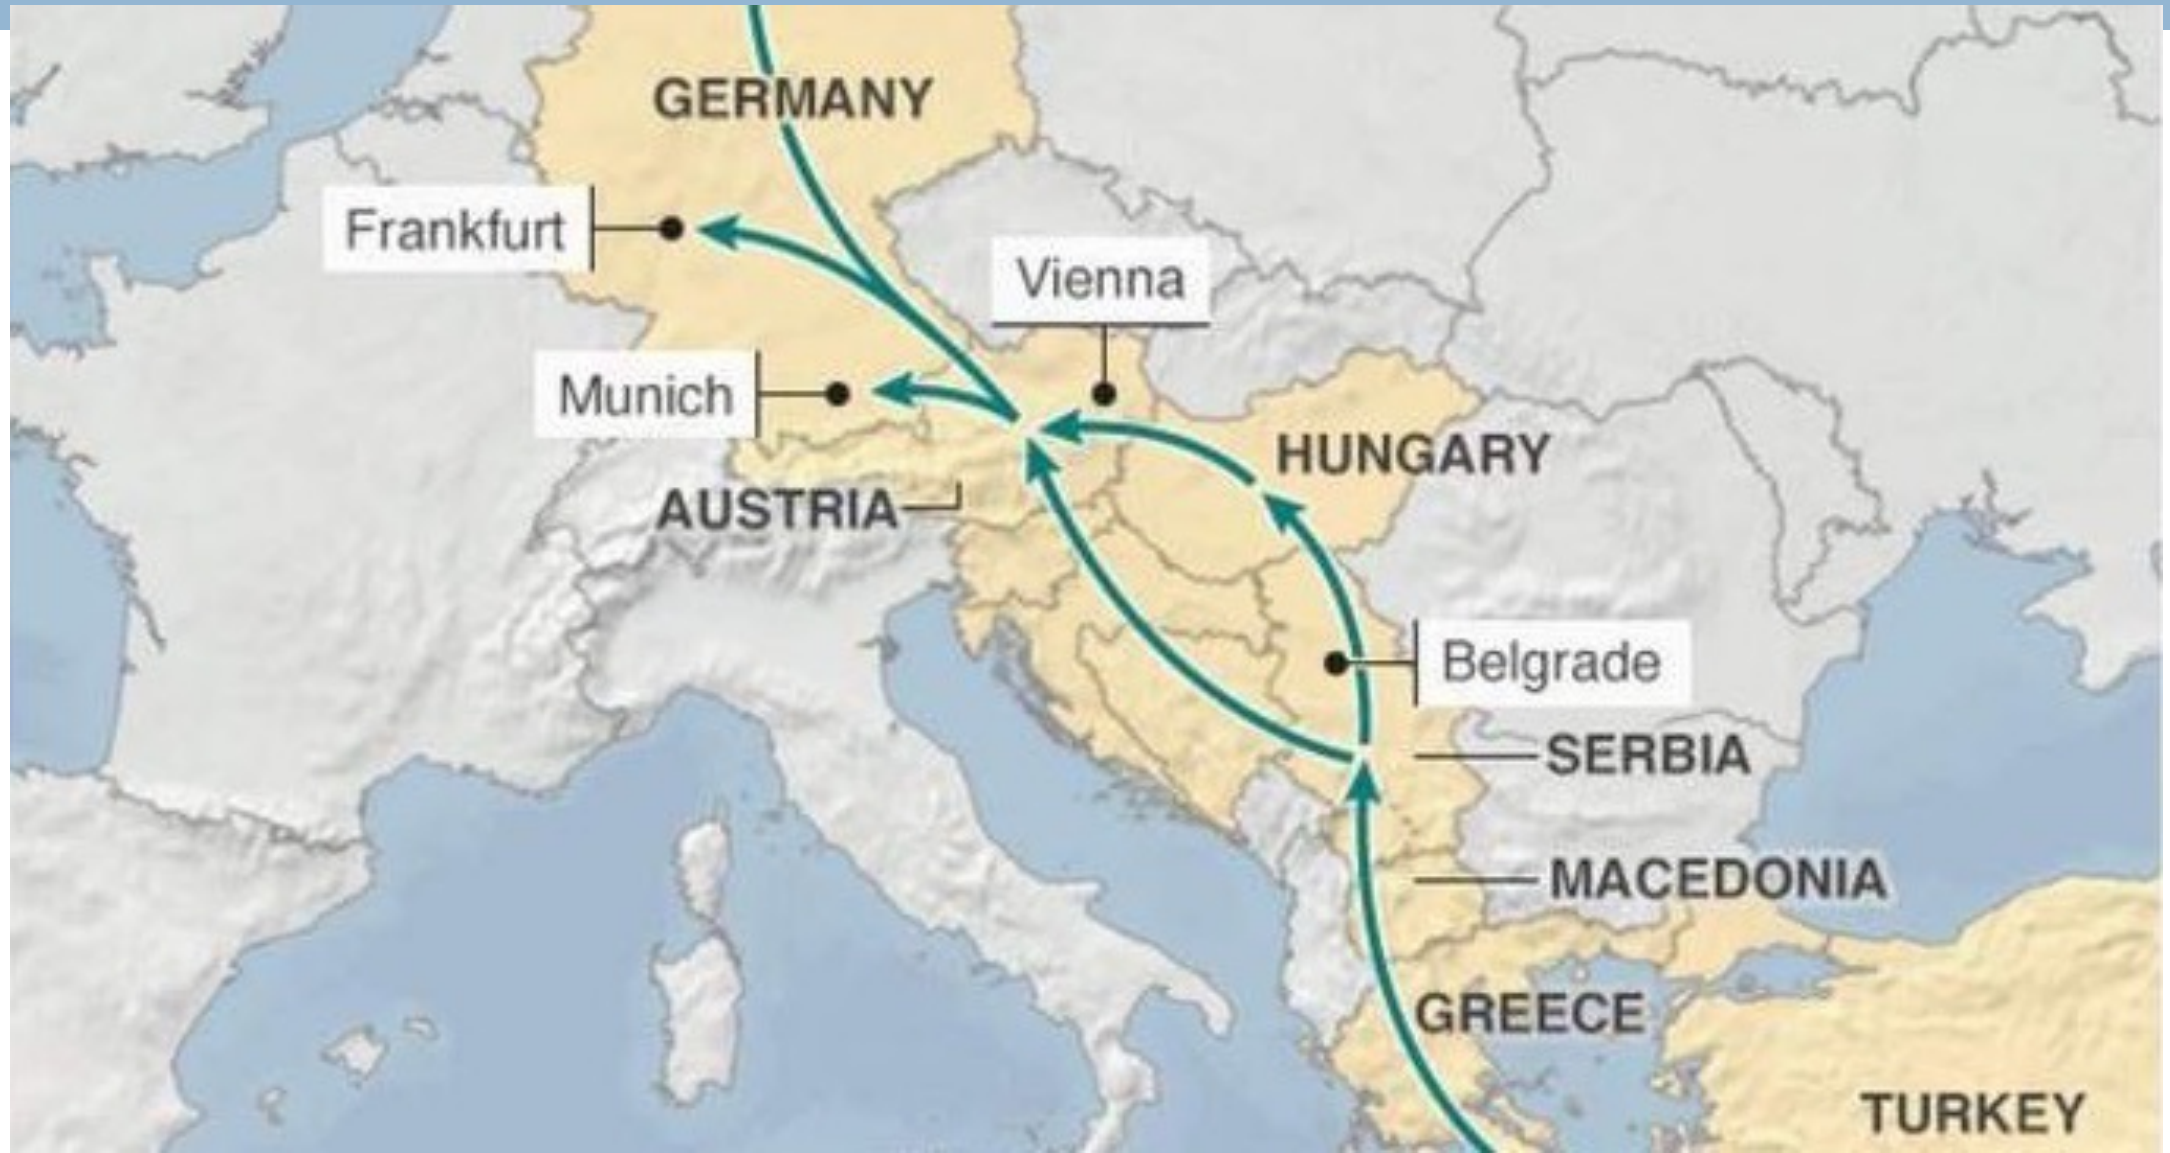 GERMANY
Frankfurt
Vienna
Munich
HUNGARY
AUSTRIA
Belgrade
SERBIA
MACEDONIA
GREECE
TURKEY